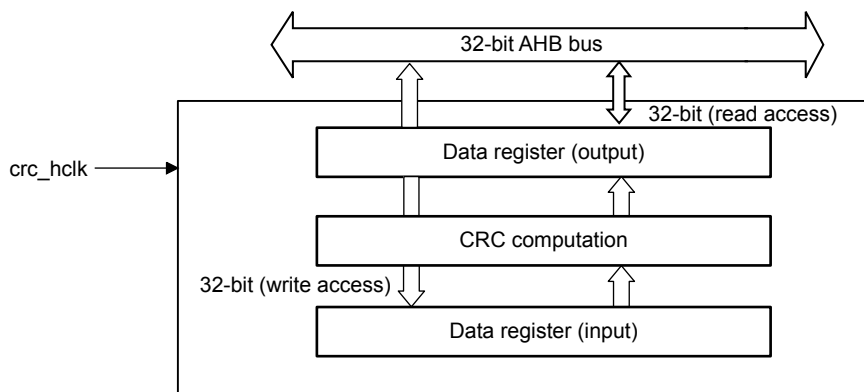 32-bit AHB bus
32-bit (read access)
Data register (output)
crc_hclk
CRC computation
32-bit (write access)
Data register (input)